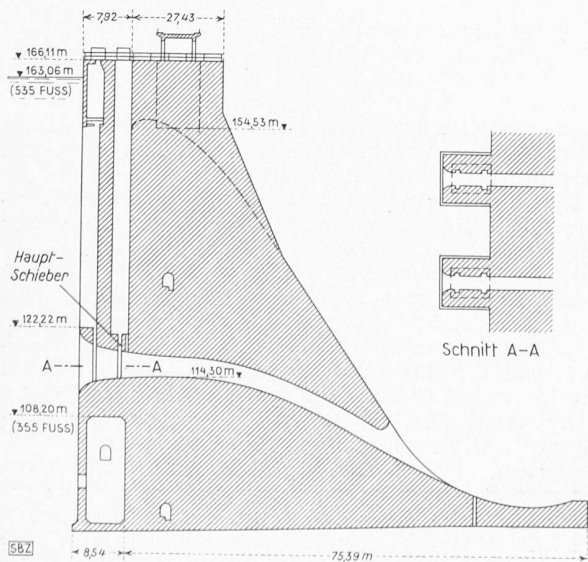 7,92
27,43
166,11 m
163,06 m
(535 FUSS)
154,53 m
Haupt-
Schieber
122,22 m
A
A
114,30 m
108,20 m
(355 FUSS)
Schnitt A-A
SBZ
8,54
75,39 m